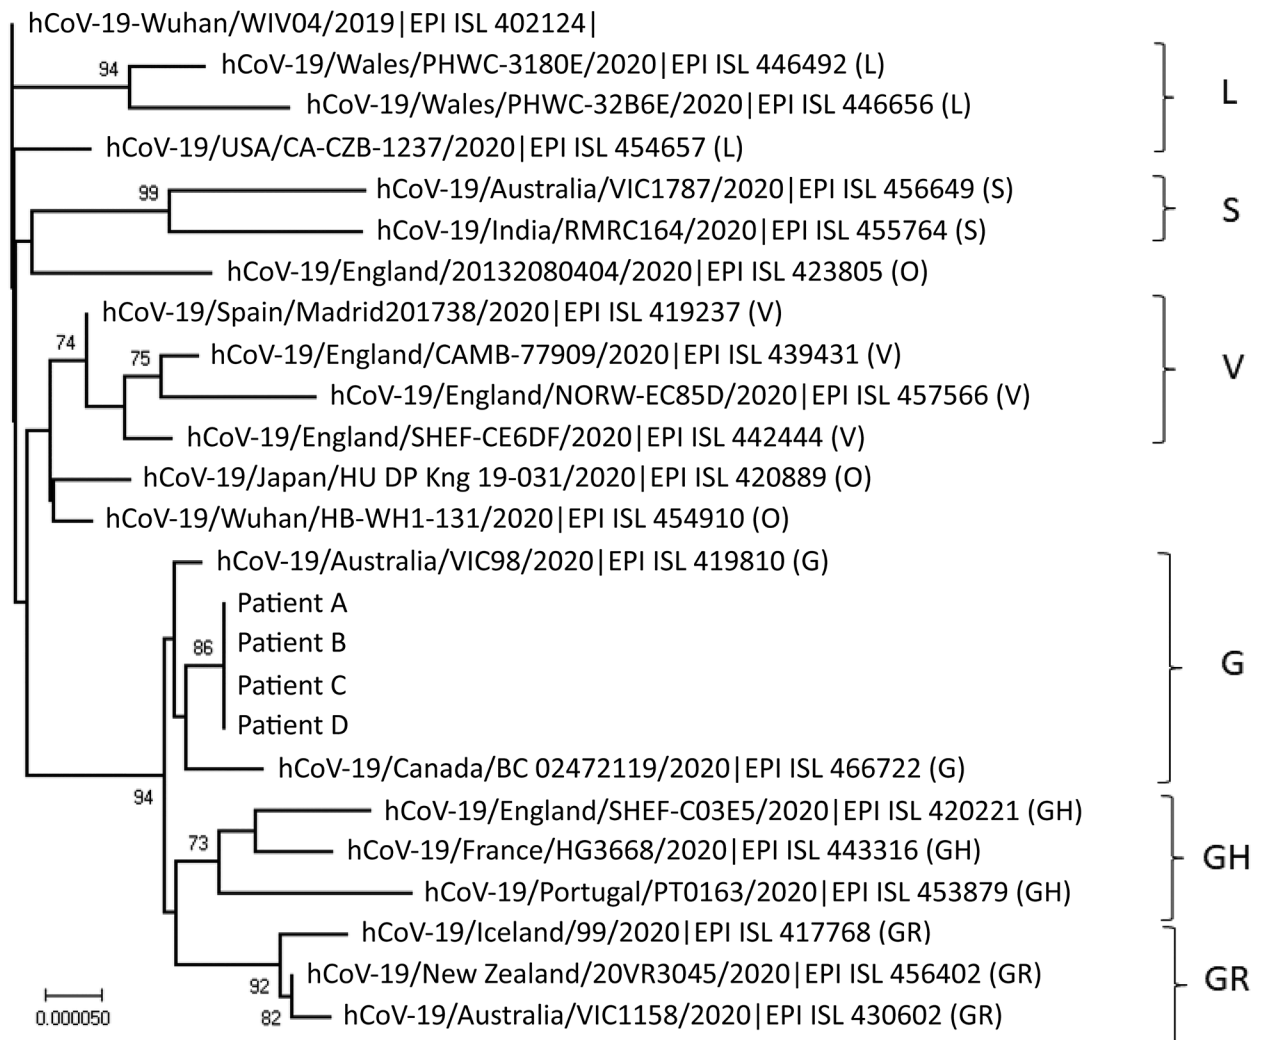 hCoV-19-Wuhan/WIV04/2019|EPI ISL 402124|
94
hCoV-19/Wales/PHWC-3180E/2020|EPI ISL 446492 (L)
hCoV-19/Wales/PHWC-32B6E/2020|EPI ISL 446656 (L)
L
hCoV-19/USA/CA-CZB-1237/2020|EPI ISL 454657 (L)
99
hCoV-19/Australia/VIC1787/2020|EPI ISL 456649 (S)
S
hCoV-19/India/RMRC164/2020|EPI ISL 455764 (S)
hCoV-19/England/20132080404/2020|EPI ISL 423805 (O)
hCoV-19/Spain/Madrid201738/2020|EPI ISL 419237 (V)
74
75
hCoV-19/England/CAMB-77909/2020|EPI ISL 439431 (V)
V
hCoV-19/England/NORW-EC85D/2020|EPI ISL 457566 (V)
hCoV-19/England/SHEF-CE6DF/2020|EPI ISL 442444 (V)
hCoV-19/Japan/HU DP Kng 19-031/2020|EPI ISL 420889 (O)
hCoV-19/Wuhan/HB-WH1-131/2020|EPI ISL 454910 (O)
hCoV-19/Australia/VIC98/2020|EPI ISL 419810 (G)
Patient A
86
Patient B
G
Patient C
Patient D
hCoV-19/Canada/BC 02472119/2020|EPI ISL 466722 (G)
94
hCoV-19/England/SHEF-C03E5/2020|EPI ISL 420221 (GH)
73
hCoV-19/France/HG3668/2020|EPI ISL 443316 (GH)
GH
hCoV-19/Portugal/PT0163/2020|EPI ISL 453879 (GH)
hCoV-19/Iceland/99/2020|EPI ISL 417768 (GR)
hCoV-19/New Zealand/20VR3045/2020|EPI ISL 456402 (GR)
GR
92
82
hCoV-19/Australia/VIC1158/2020|EPI ISL 430602 (GR)
0.000050